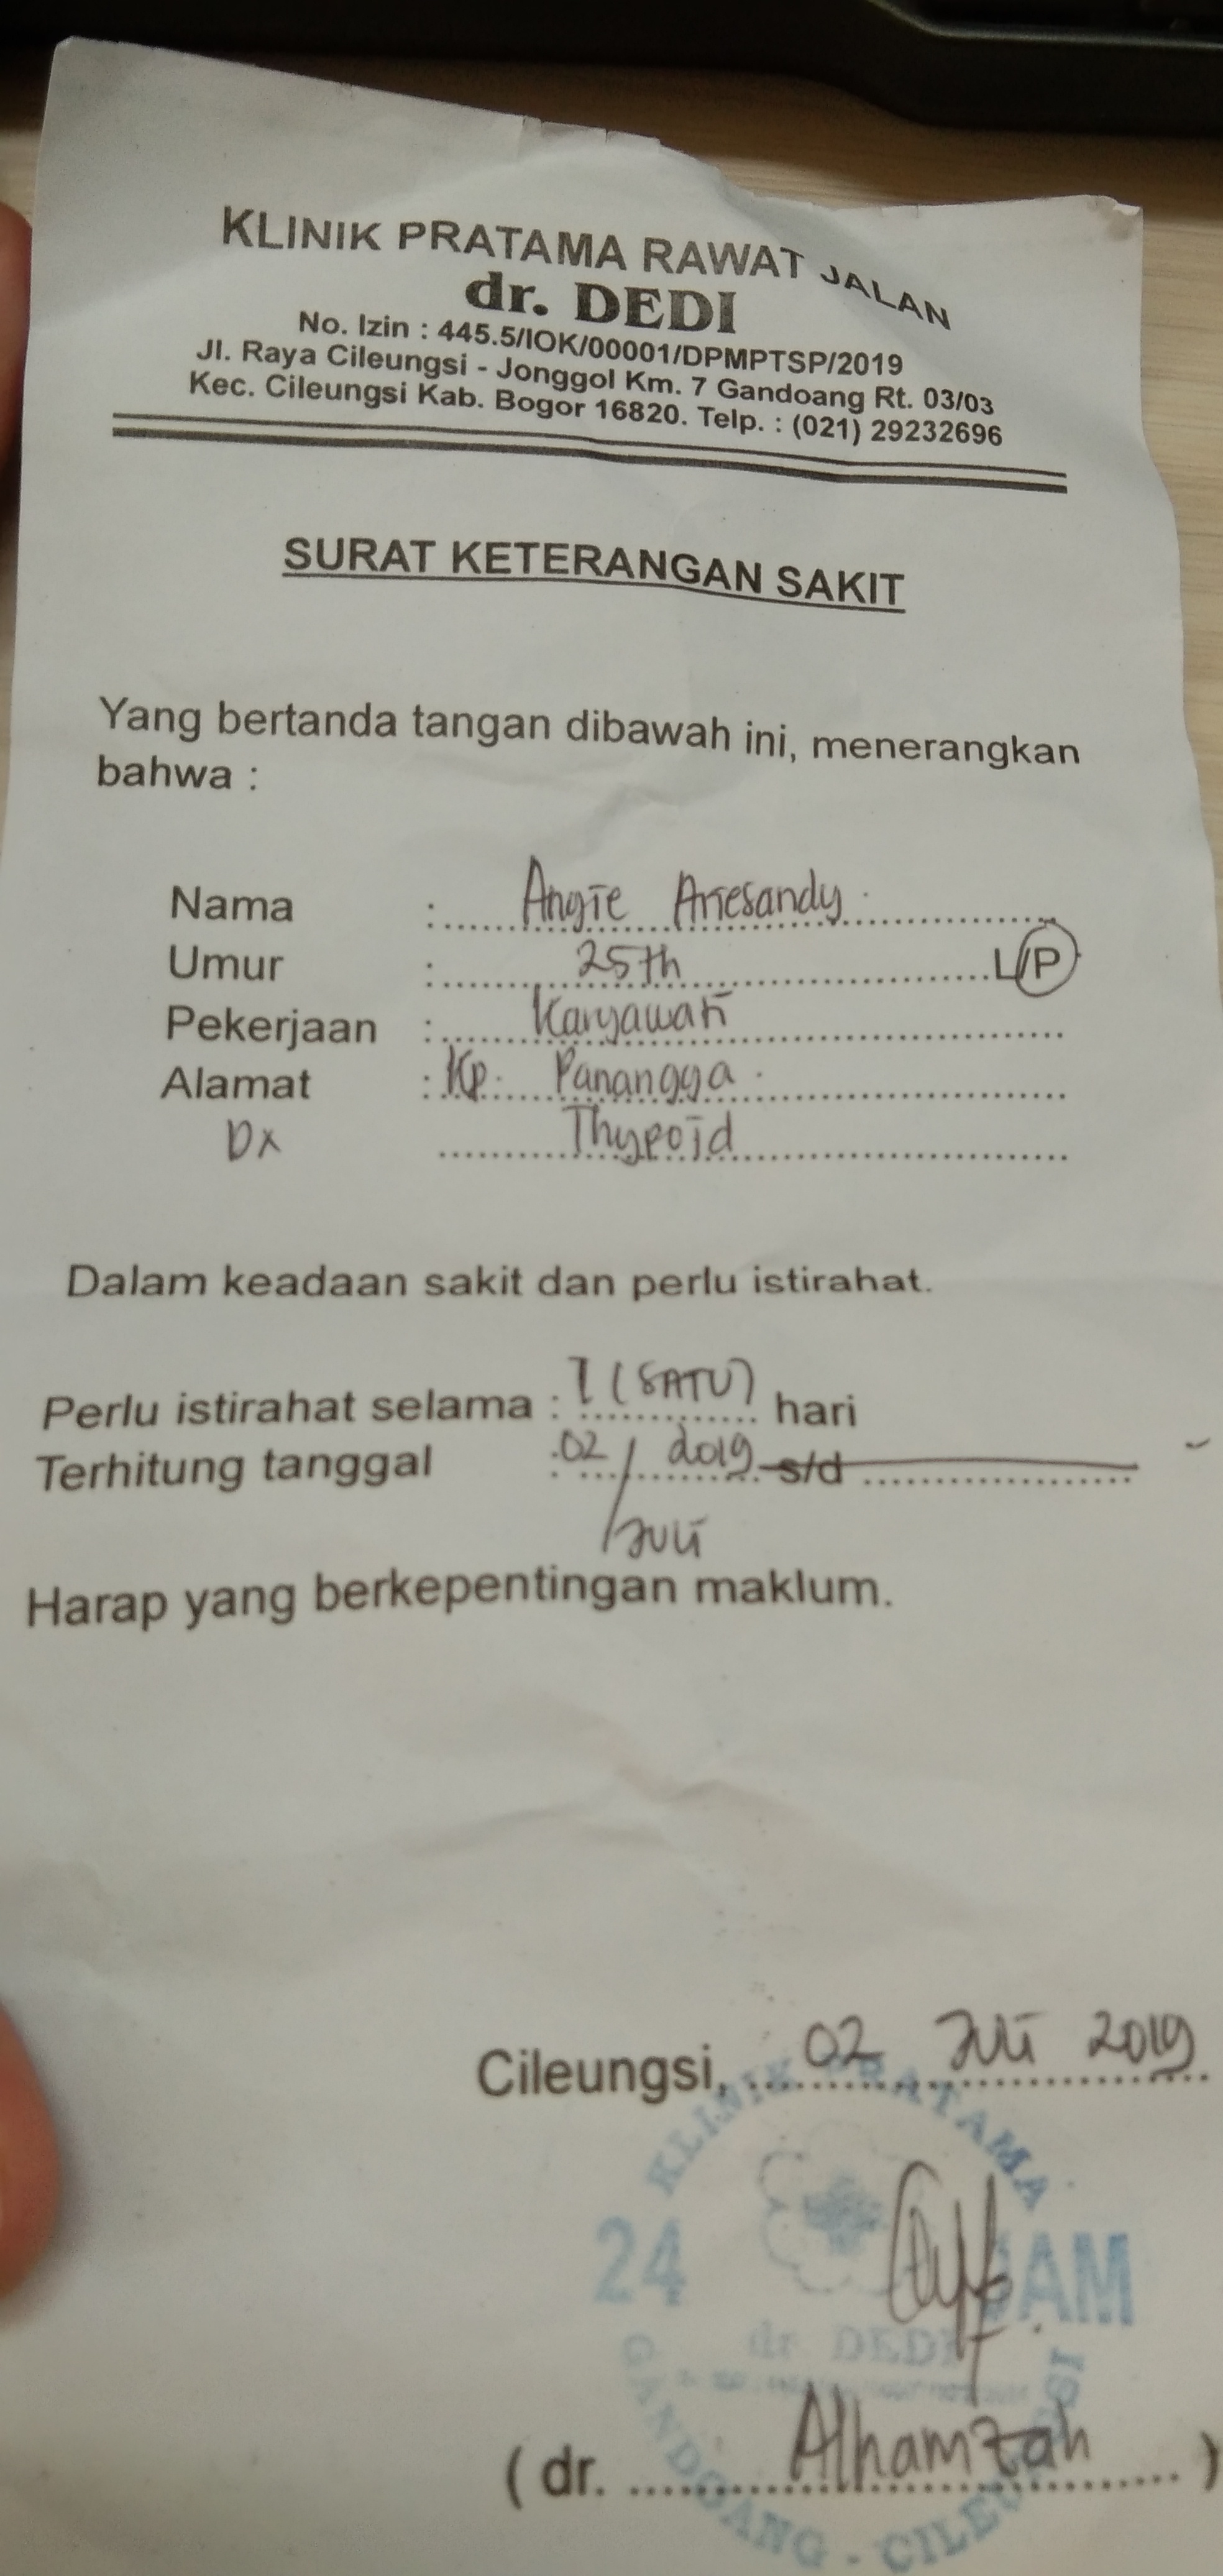 KLINIK PRATAMA RAWAT JALAN
dr. DEDI
No. Izin : 445.5/IOK/00001/DPMPTSP/2019
Jl. Raya Cileungsi - Jonggol Km. 7 Gandoang Rt. 03/03
Kec. Cileungsi Kab. Bogor 16820. Telp. : (021) 29232696
SURAT KETERANGAN SAKIT
Yang bertanda tangan dibawah ini, menerangkan
bahwa :
Nama : Angie Ariesandy
Umur : 25th L/P
Pekerjaan : Karyawati
Alamat : Kp. Panangga
Dx Thypoid
Dalam keadaan sakit dan perlu istirahat.
Perlu istirahat selama : 1 (SATU) hari
Terhitung tanggal : 02 / 2019 s/d
/ Juli
Harap yang berkepentingan maklum.
Cileungsi, 02 Juli 2019
KLINIK PRATAMA
24 JAM
dr. DEDI
GANDOANG - CILEUNGSI
( dr. Alhamzah )